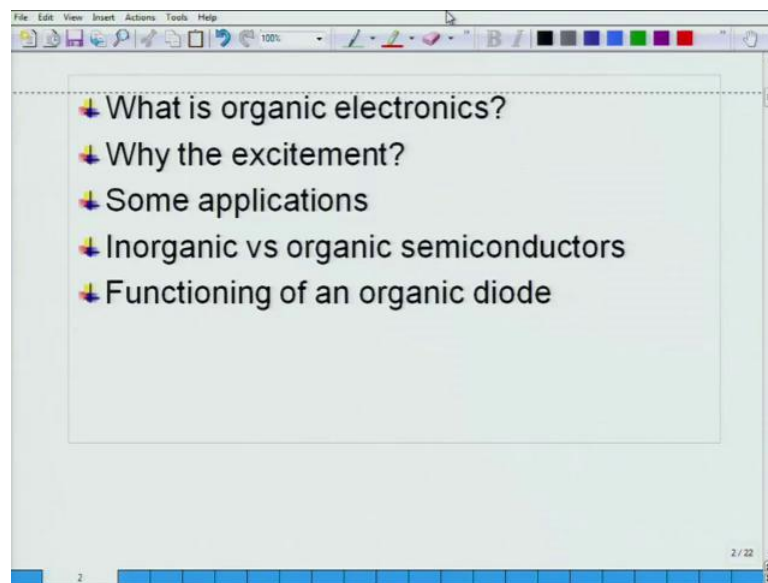 File Edit View Insert Actions Tools Help
100%
B I
What is organic electronics?
Why the excitement?
Some applications
Inorganic vs organic semiconductors
Functioning of an organic diode
2 / 22
2